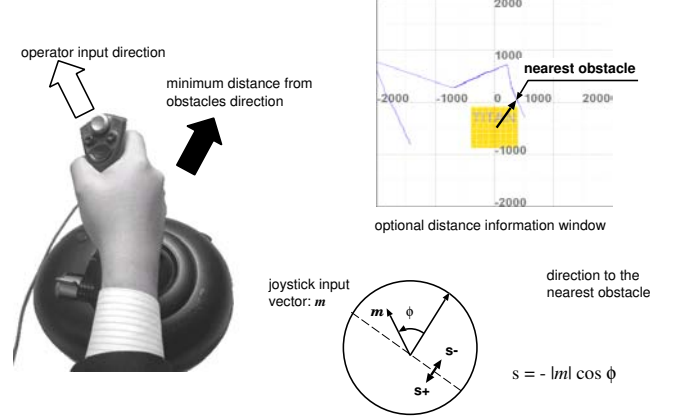 operator input direction
minimum distance from
obstacles direction
2000
1000
nearest obstacle
-2000
-1000
0
1000
2000
-1000
-2000
optional distance information window
joystick input
vector: m
direction to the
nearest obstacle
m
ϕ
s-
s+
s = - |m| cos ϕ